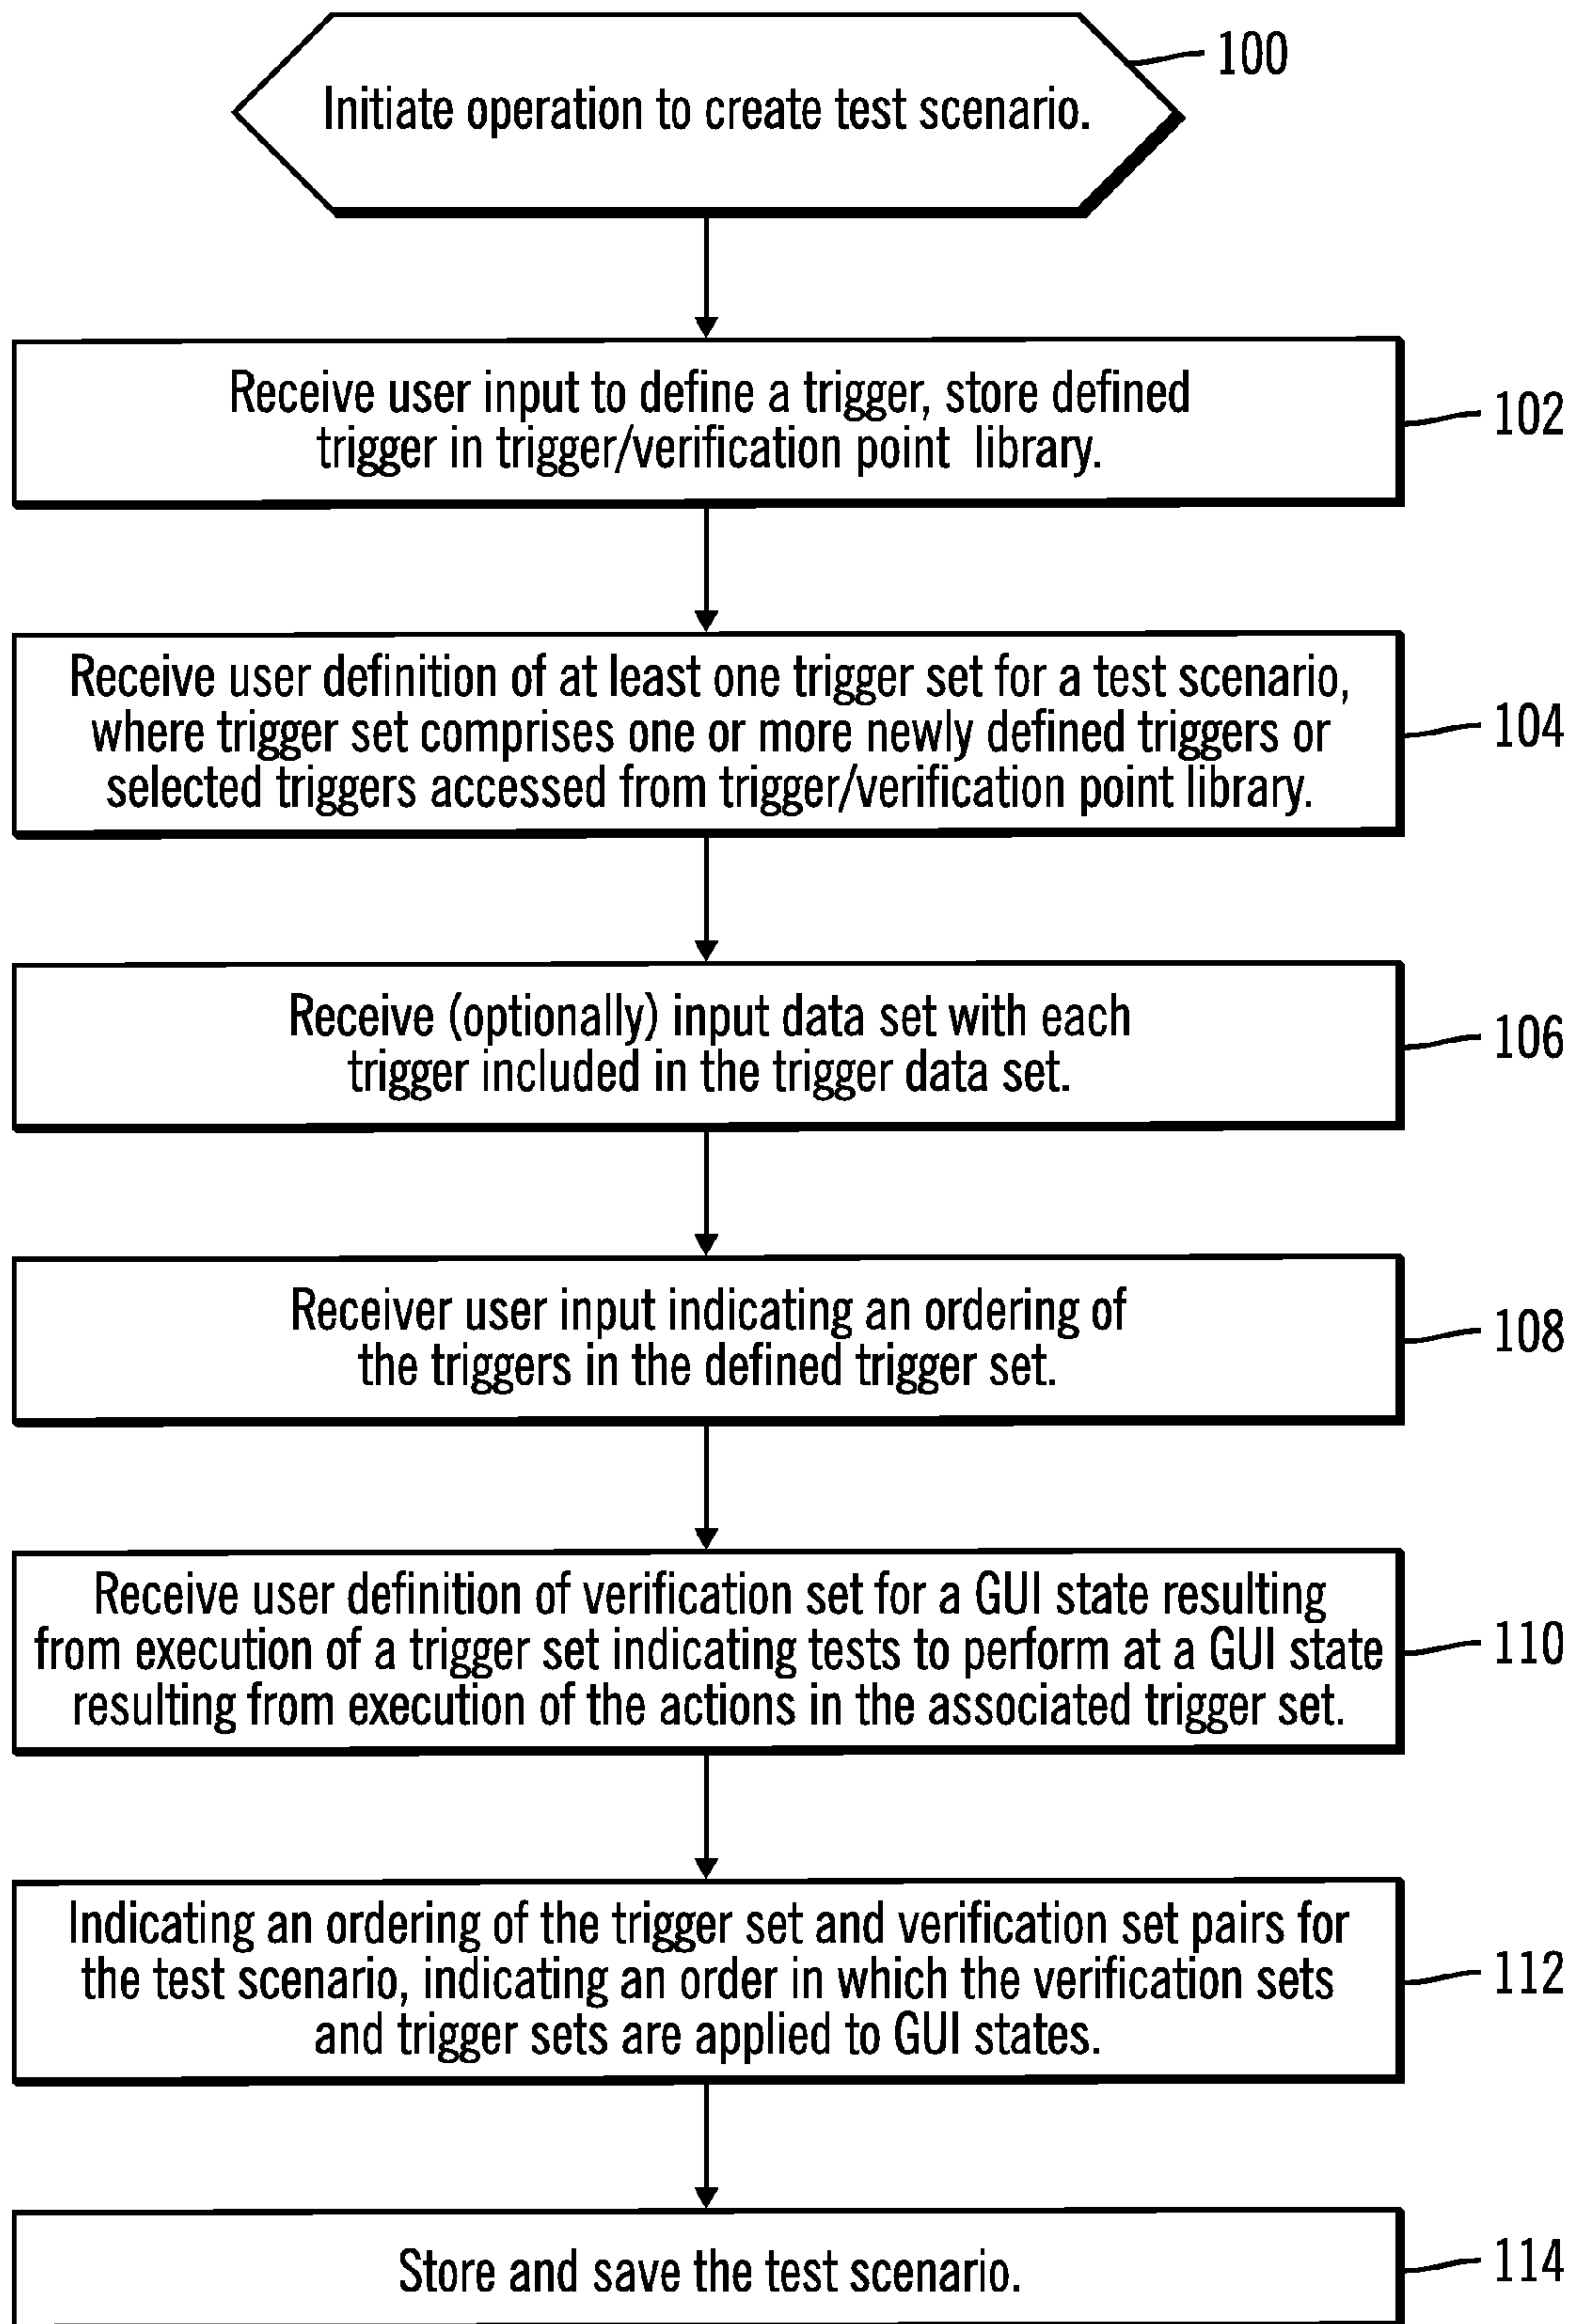 100
Initiate operation to create test scenario.
Receive user input to define a trigger, store defined
trigger in trigger/verification point library.
102
Receive user definition of at least one trigger set for a test scenario,
where trigger set comprises one or more newly defined triggers or
selected triggers accessed from trigger/verification point library.
104
Receive (optionally) input data set with each
trigger included in the trigger data set.
106
Receiver user input indicating an ordering of
the triggers in the defined trigger set.
108
Receive user definition of verification set for a GUI state resulting
from execution of a trigger set indicating tests to perform at a GUI state
resulting from execution of the actions in the associated trigger set.
110
Indicating an ordering of the trigger set and verification set pairs for
the test scenario, indicating an order in which the verification sets
and trigger sets are applied to GUI states.
112
Store and save the test scenario.
114